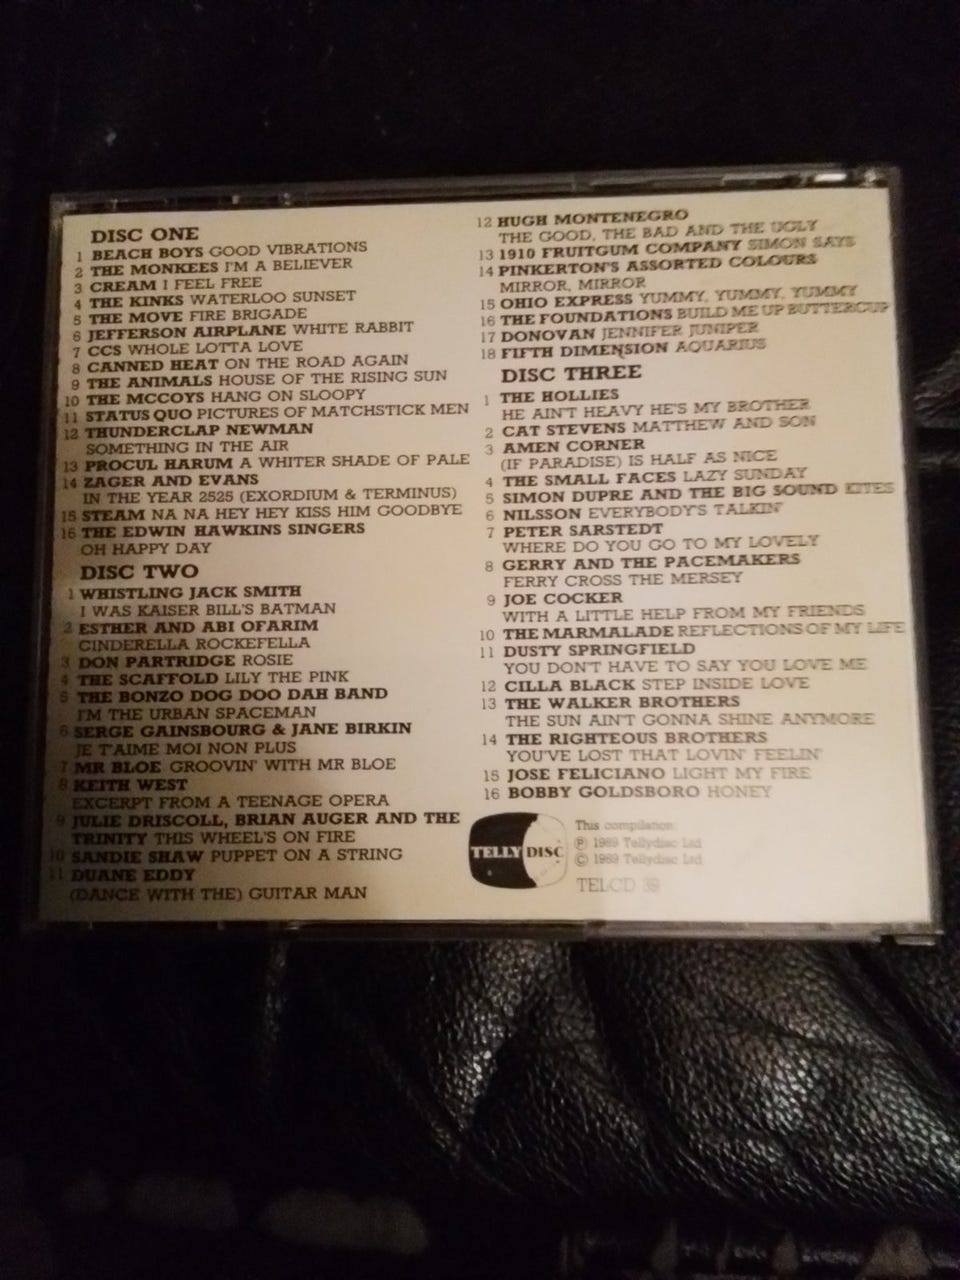 DISC ONE
1 BEACH BOYS GOOD VIBRATIONS
2 THE MONKEES I'M A BELIEVER
3 CREAM I FEEL FREE
4 THE KINKS WATERLOO SUNSET
5 THE MOVE FIRE BRIGADE
6 JEFFERSON AIRPLANE WHITE RABBIT
7 CCS WHOLE LOTTA LOVE
8 CANNED HEAT ON THE ROAD AGAIN
9 THE ANIMALS HOUSE OF THE RISING SUN
10 THE MCCOYS HANG ON SLOOPY
11 STATUS QUO PICTURES OF MATCHSTICK MEN
12 THUNDERCLAP NEWMAN
SOMETHING IN THE AIR
13 PROCUL HARUM A WHITER SHADE OF PALE
14 ZAGER AND EVANS
IN THE YEAR 2525 (EXORDIUM & TERMINUS)
15 STEAM NA NA HEY HEY KISS HIM GOODBYE
16 THE EDWIN HAWKINS SINGERS
OH HAPPY DAY
DISC TWO
1 WHISTLING JACK SMITH
I WAS KAISER BILL'S BATMAN
2 ESTHER AND ABI OFARIM
CINDERELLA ROCKEFELLA
3 DON PARTRIDGE ROSIE
4 THE SCAFFOLD LILY THE PINK
5 THE BONZO DOG DOO DAH BAND
I'M THE URBAN SPACEMAN
6 SERGE GAINSBOURG & JANE BIRKIN
JE T'AIME MOI NON PLUS
7 MR BLOE GROOVIN' WITH MR BLOE
8 KEITH WEST
EXCERPT FROM A TEENAGE OPERA
9 JULIE DRISCOLL, BRIAN AUGER AND THE
TRINITY THIS WHEEL'S ON FIRE
10 SANDIE SHAW PUPPET ON A STRING
11 DUANE EDDY
(DANCE WITH THE) GUITAR MAN
12 HUGH MONTENEGRO
THE GOOD, THE BAD AND THE UGLY
13 1910 FRUITGUM COMPANY SIMON SAYS
14 PINKERTON'S ASSORTED COLOURS
MIRROR, MIRROR
15 OHIO EXPRESS YUMMY, YUMMY, YUMMY
16 THE FOUNDATIONS BUILD ME UP BUTTERCUP
17 DONOVAN JENNIFER JUNIPER
18 FIFTH DIMENSION AQUARIUS
DISC THREE
1 THE HOLLIES
HE AIN'T HEAVY HE'S MY BROTHER
2 CAT STEVENS MATTHEW AND SON
3 AMEN CORNER
(IF PARADISE) IS HALF AS NICE
4 THE SMALL FACES LAZY SUNDAY
5 SIMON DUPRE AND THE BIG SOUND KITES
6 NILSSON EVERYBODY'S TALKIN'
7 PETER SARSTEDT
WHERE DO YOU GO TO MY LOVELY
8 GERRY AND THE PACEMAKERS
FERRY CROSS THE MERSEY
9 JOE COCKER
WITH A LITTLE HELP FROM MY FRIENDS
10 THE MARMALADE REFLECTIONS OF MY LIFE
11 DUSTY SPRINGFIELD
YOU DON'T HAVE TO SAY YOU LOVE ME
12 CILLA BLACK STEP INSIDE LOVE
13 THE WALKER BROTHERS
THE SUN AIN'T GONNA SHINE ANYMORE
14 THE RIGHTEOUS BROTHERS
YOU'VE LOST THAT LOVIN' FEELIN'
15 JOSE FELICIANO LIGHT MY FIRE
16 BOBBY GOLDSBORO HONEY
TELLY DISC
This compilation:
℗ 1989 Tellydisc Ltd
© 1989 Tellydisc Ltd
TELCD 39